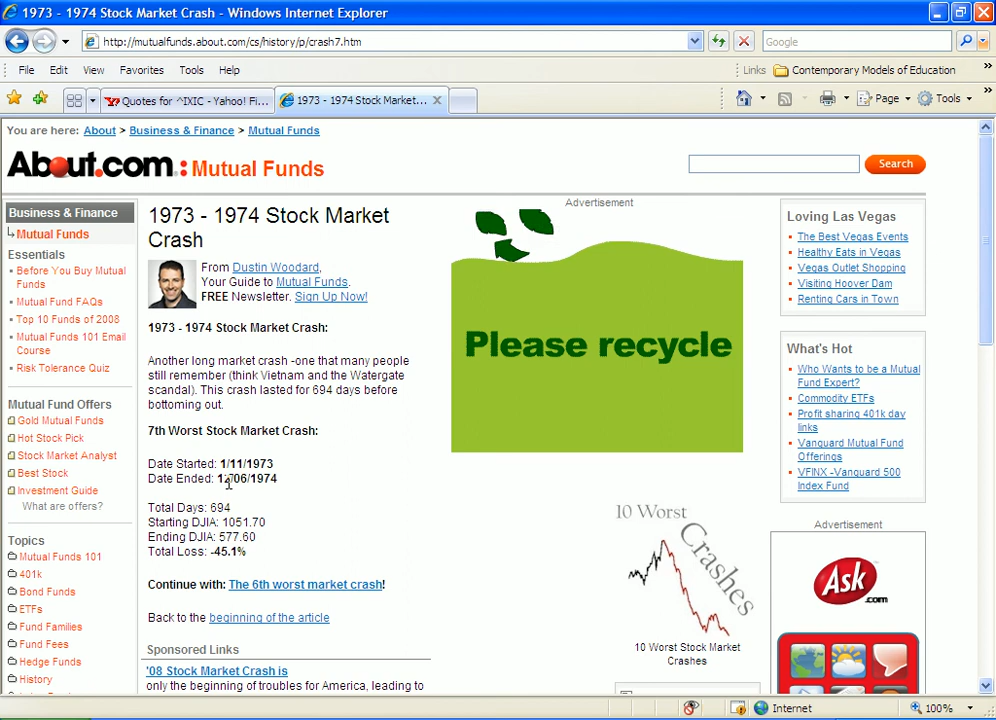 1973 - 1974 Stock Market Crash - Windows Internet Explorer
http://mutualfunds.about.com/cs/history/p/crash7.htm
Google
File Edit View Favorites Tools Help
Links Contemporary Models of Education »
Quotes for ^IXIC - Yahoo! Fi...
1973 - 1974 Stock Market...
Page Tools »
You are here: About > Business & Finance > Mutual Funds
About.com: Mutual Funds
Search
Business & Finance
Mutual Funds
Essentials
Before You Buy Mutual
Funds
Mutual Fund FAQs
Top 10 Funds of 2008
Mutual Funds 101 Email
Course
Risk Tolerance Quiz
Mutual Fund Offers
Gold Mutual Funds
Hot Stock Pick
Stock Market Analyst
Best Stock
Investment Guide
What are offers?
Topics
Mutual Funds 101
401k
Bond Funds
ETFs
Fund Families
Fund Fees
Hedge Funds
History
1973 - 1974 Stock Market
Crash
From Dustin Woodard,
Your Guide to Mutual Funds.
FREE Newsletter. Sign Up Now!
1973 - 1974 Stock Market Crash:
Another long market crash -one that many people
still remember (think Vietnam and the Watergate
scandal). This crash lasted for 694 days before
bottoming out.
7th Worst Stock Market Crash:
Date Started: 1/11/1973
Date Ended: 12/06/1974
Total Days: 694
Starting DJIA: 1051.70
Ending DJIA: 577.60
Total Loss: -45.1%
Continue with: The 6th worst market crash!
Back to the beginning of the article
Sponsored Links
'08 Stock Market Crash is
only the beginning of troubles for America, leading to
Advertisement
Please recycle
10 Worst
Crashes
10 Worst Stock Market
Crashes
Loving Las Vegas
The Best Vegas Events
Healthy Eats in Vegas
Vegas Outlet Shopping
Visiting Hoover Dam
Renting Cars in Town
What's Hot
Who Wants to be a Mutual
Fund Expert?
Commodity ETFs
Profit sharing 401k day
links
Vanguard Mutual Fund
Offerings
VFINX -Vanguard 500
Index Fund
Advertisement
Ask.com
Internet
100%